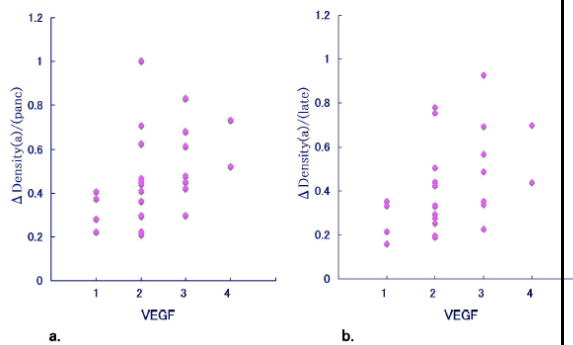 1.2
1
0.8
0.6
0.4
0.2
0
Δ Density(a)/(panc)
1 2 3 4
VEGF
a.
1.2
1
0.8
0.6
0.4
0.2
0
Δ Density(a)/(late)
1 2 3 4
VEGF
b.